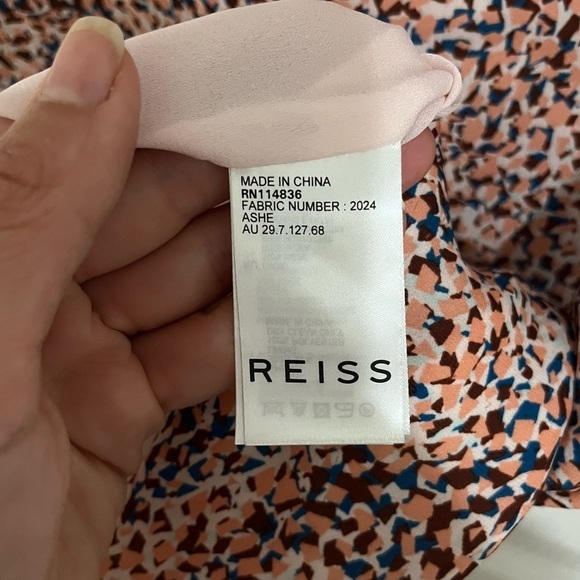 MADE IN CHINA
RN114836
FABRIC NUMBER : 2024
ASHE
AU 29.7.127.68
REISS